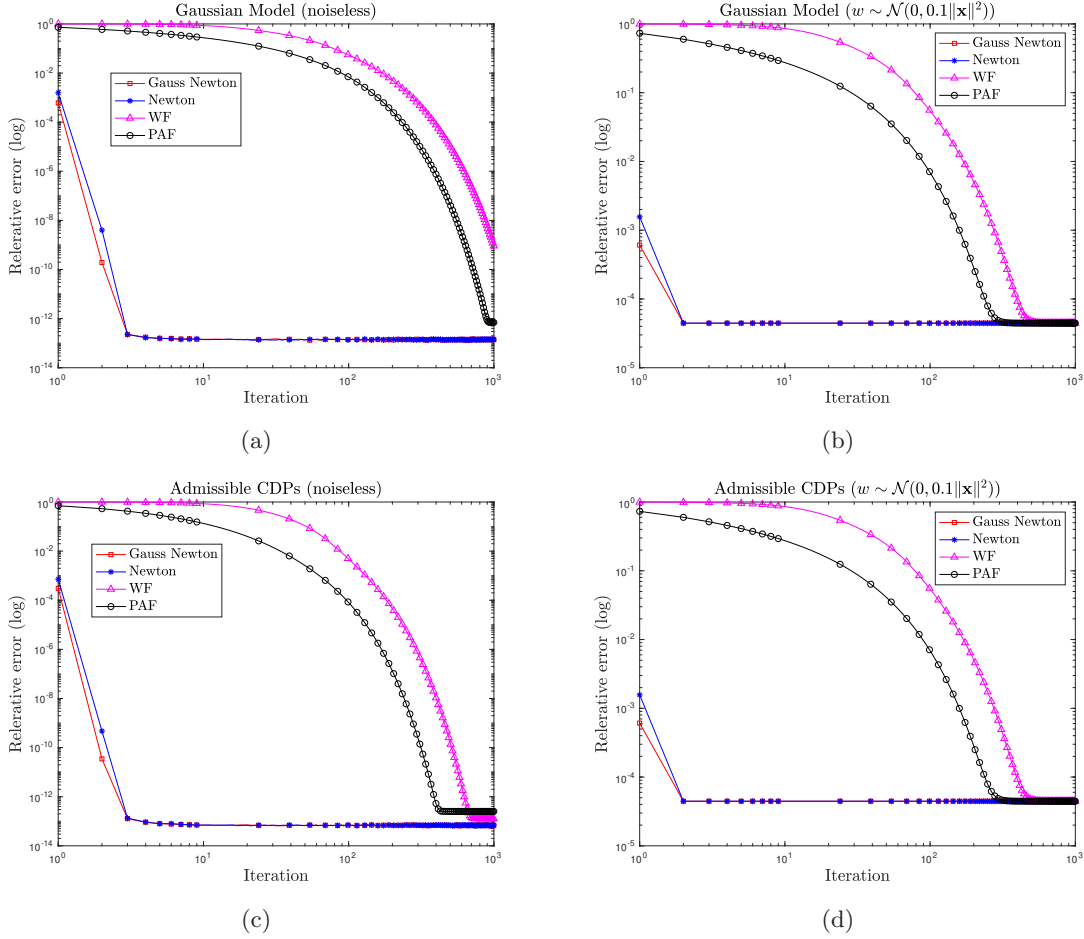 Gaussian Model (noiseless)
10^0
10^-2
10^-4
10^-6
10^-8
10^-10
10^-12
10^-14
Relerative error (log)
Gauss Newton
Newton
WF
PAF
10^0 10^1 10^2 10^3
Iteration
(a)
Gaussian Model (w ∼ 𝒩(0, 0.1‖𝐱‖^2))
10^0
10^-1
10^-2
10^-3
10^-4
10^-5
Relerative error (log)
Gauss Newton
Newton
WF
PAF
10^0 10^1 10^2 10^3
Iteration
(b)
Admissible CDPs (noiseless)
10^0
10^-2
10^-4
10^-6
10^-8
10^-10
10^-12
10^-14
Relerative error (log)
Gauss Newton
Newton
WF
PAF
10^0 10^1 10^2 10^3
Iteration
(c)
Admissible CDPs (w ∼ 𝒩(0, 0.1‖𝐱‖^2))
10^0
10^-1
10^-2
10^-3
10^-4
10^-5
Relerative error (log)
Gauss Newton
Newton
WF
PAF
10^0 10^1 10^2 10^3
Iteration
(d)